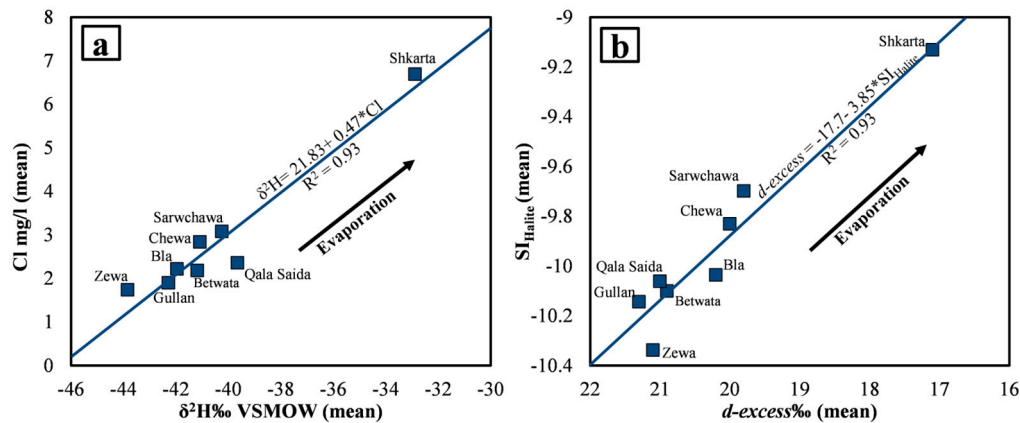 a
8
7
6
5
4
3
2
1
0
Cl mg/l (mean)
-46
-44
-42
-40
-38
-36
-34
-32
-30
δ²H‰ VSMOW (mean)
Shkarta
δ²H= 21.83+ 0.47*Cl
R² = 0.93
Evaporation
Sarwchawa
Chewa
Bla
Zewa
Gullan
Betwata
Qala Saida
b
-9
-9.2
-9.4
-9.6
-9.8
-10
-10.2
-10.4
SI_Halite (mean)
22
21
20
19
18
17
16
d-excess‰ (mean)
Shkarta
d-excess = -17.7- 3.85*SI_Halite
R² = 0.93
Evaporation
Sarwchawa
Chewa
Qala Saida
Bla
Gullan
Betwata
Zewa